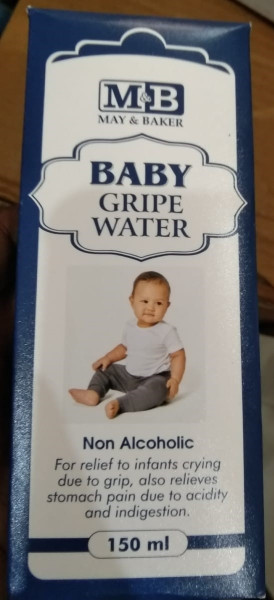 M&B
MAY & BAKER
BABY
GRIPE
WATER
Non Alcoholic
For relief to infants crying
due to grip, also relieves
stomach pain due to acidity
and indigestion.
150 ml